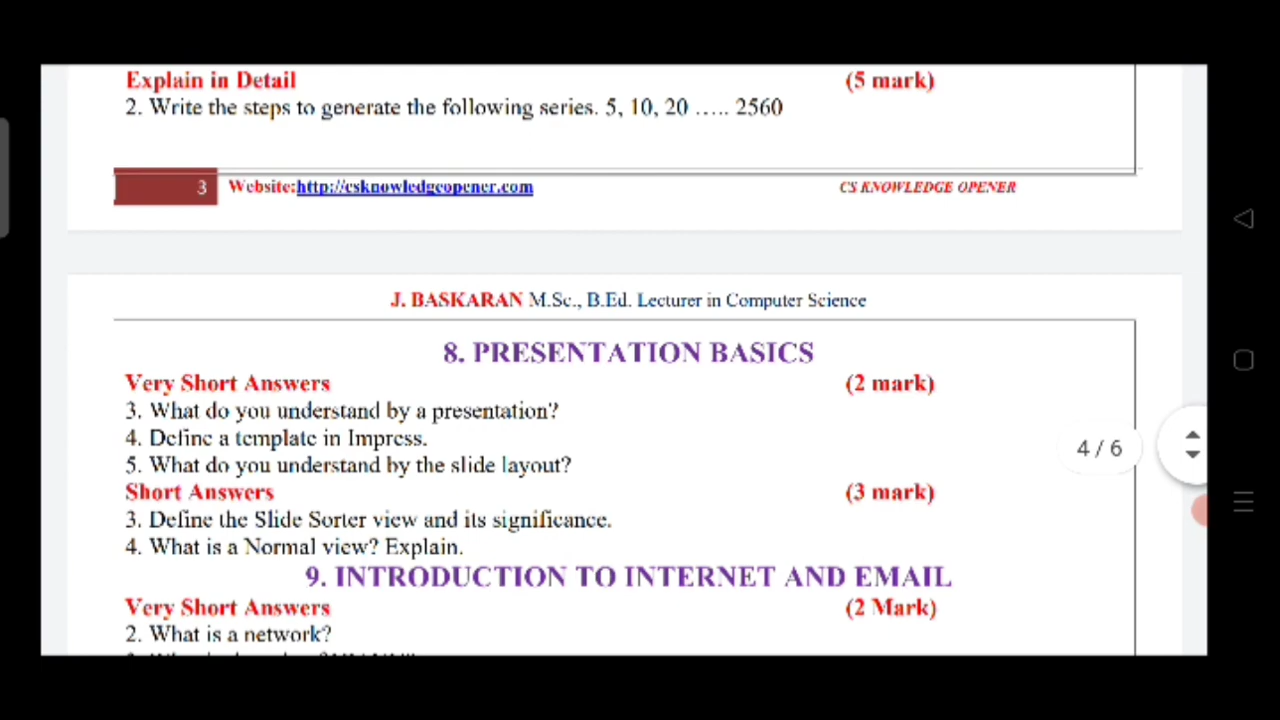 Explain in Detail (5 mark)
2. Write the steps to generate the following series. 5, 10, 20 ..... 2560
3 Website:http://csknowledgeopener.com CS KNOWLEDGE OPENER
J. BASKARAN M.Sc., B.Ed. Lecturer in Computer Science
8. PRESENTATION BASICS
Very Short Answers (2 mark)
3. What do you understand by a presentation?
4. Define a template in Impress.
5. What do you understand by the slide layout?
4 / 6
Short Answers (3 mark)
3. Define the Slide Sorter view and its significance.
4. What is a Normal view? Explain.
9. INTRODUCTION TO INTERNET AND EMAIL
Very Short Answers (2 Mark)
2. What is a network?